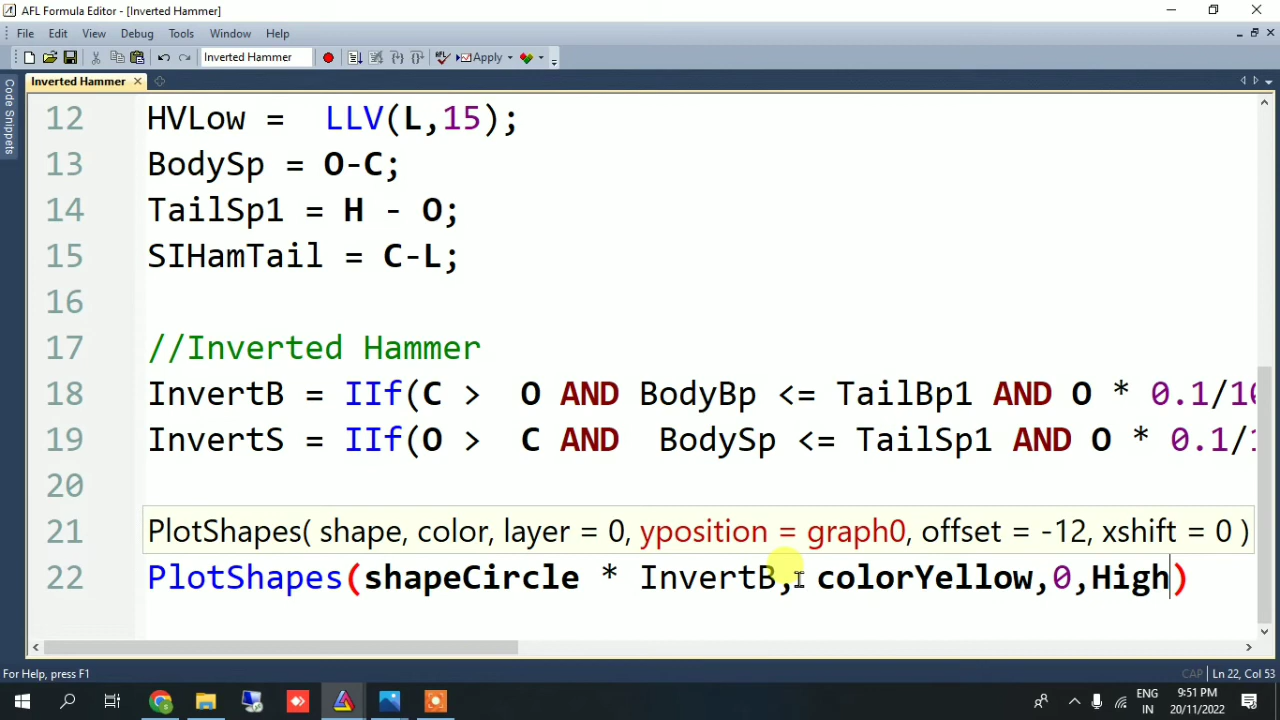 AFL Formula Editor - [Inverted Hammer]
File Edit View Debug Tools Window Help
Inverted Hammer Apply
Inverted Hammer
Code Snippets
12 HVLow = LLV(L,15);
13 BodySp = O-C;
14 TailSp1 = H - O;
15 SIHamTail = C-L;
16
17 //Inverted Hammer
18 InvertB = IIf(C > O AND BodyBp <= TailBp1 AND O * 0.1/10
19 InvertS = IIf(O > C AND BodySp <= TailSp1 AND O * 0.1/1
20
21 PlotShapes( shape, color, layer = 0, yposition = graph0, offset = -12, xshift = 0 )
22 PlotShapes(shapeCircle * InvertB, colorYellow,0,High)
For Help, press F1
CAP Ln 22, Col 53
ENG 9:51 PM
IN 20/11/2022